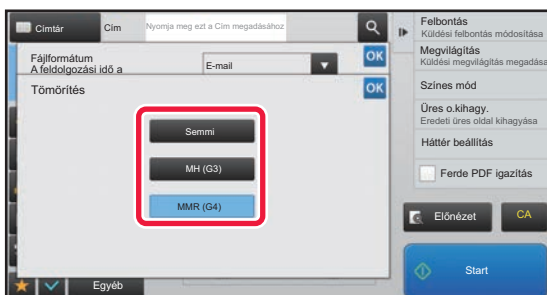 Címtár
Cím
Nyomja meg ezt a Cím megadásához
Fájlformátum
A feldolgozási idő a
E-mail
OK
Tömörítés
OK
Semmi
MH (G3)
MMR (G4)
Egyéb
Felbontás
Küldési felbontás módosítása
Megvilágítás
Küldési megvilágítás megadása
Színes mód
Üres o.kihagy.
Eredeti üres oldal kihagyása
Háttér beállítás
Ferde PDF igazítás
Előnézet
CA
Start